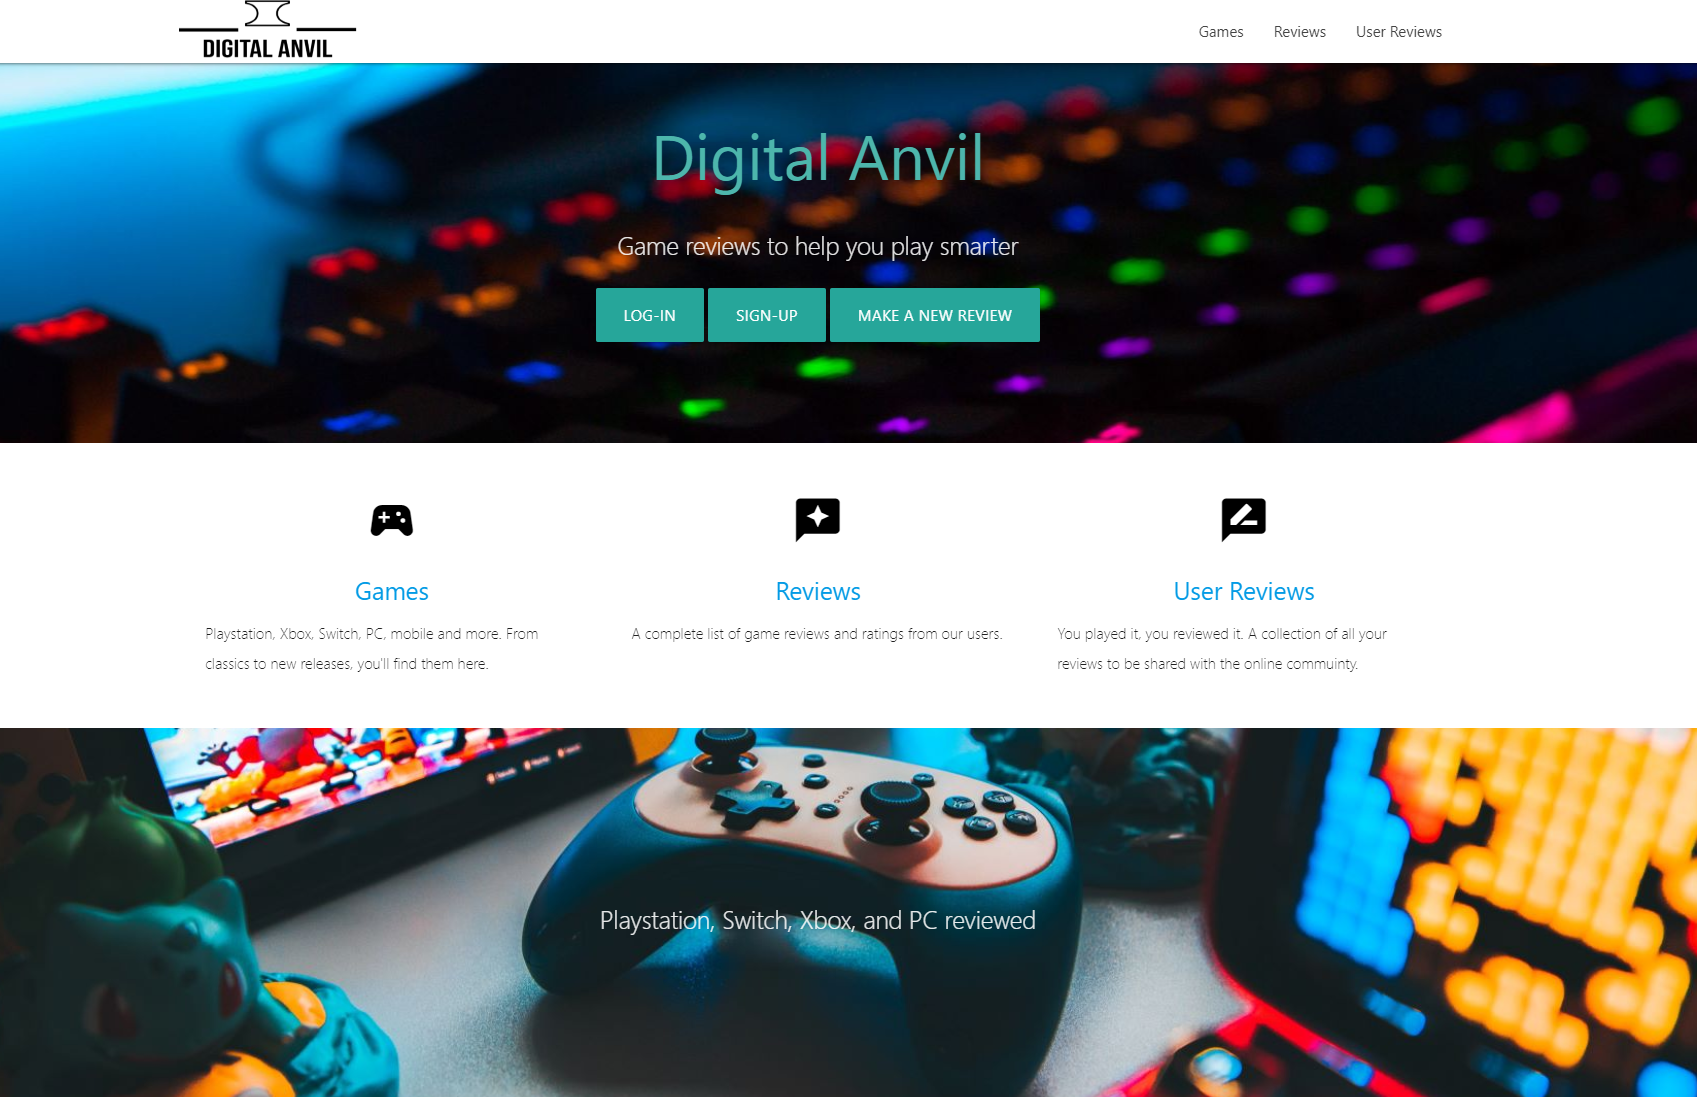 DIGITAL ANVIL
Games Reviews User Reviews
Digital Anvil
Game reviews to help you play smarter
LOG-IN SIGN-UP MAKE A NEW REVIEW
Games
Playstation, Xbox, Switch, PC, mobile and more. From
classics to new releases, you'll find them here.
Reviews
A complete list of game reviews and ratings from our users.
User Reviews
You played it, you reviewed it. A collection of all your
reviews to be shared with the online commuinty.
Playstation, Switch, Xbox, and PC reviewed